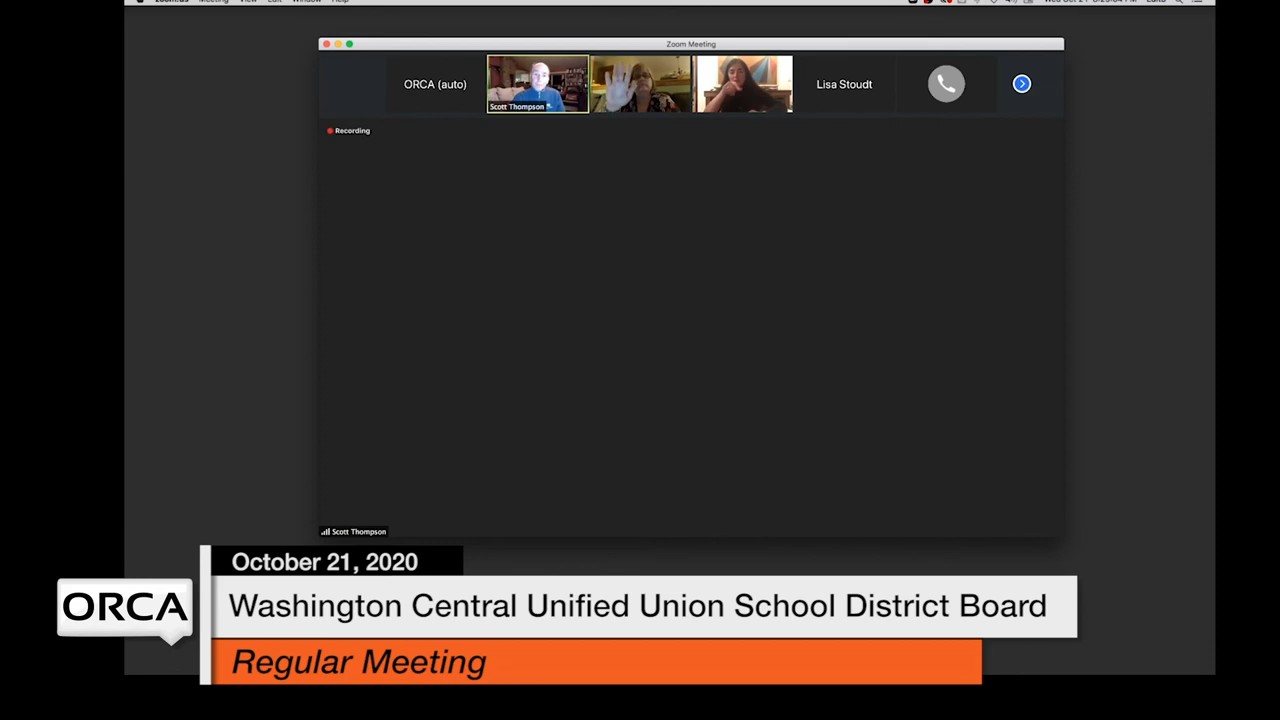 Zoom Meeting
ORCA (auto)
Scott Thompson
Lisa Stoudt
Recording
Scott Thompson
October 21, 2020
ORCA
Washington Central Unified Union School District Board
Regular Meeting